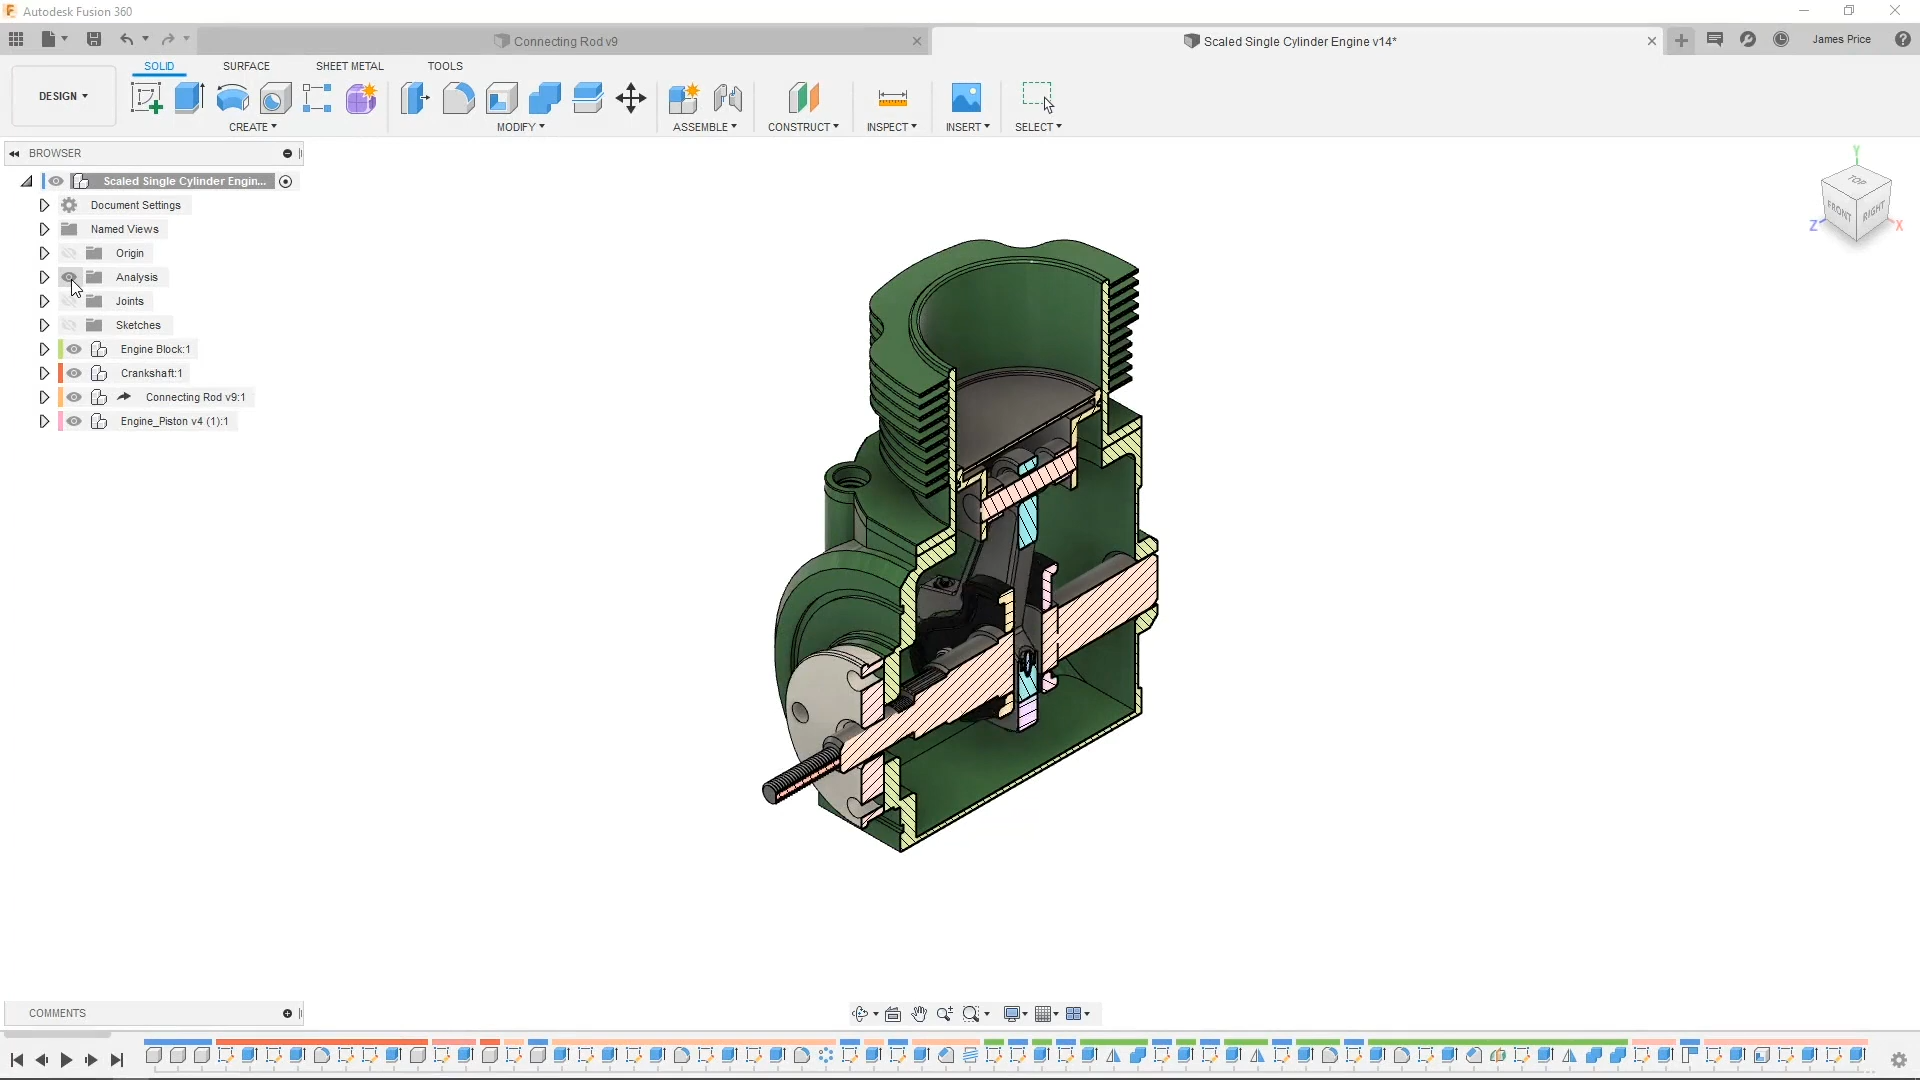 Autodesk Fusion 360
Connecting Rod v9
Scaled Single Cylinder Engine v14*
James Price
DESIGN
SOLID
SURFACE
SHEET METAL
TOOLS
CREATE
MODIFY
ASSEMBLE
CONSTRUCT
INSPECT
INSERT
SELECT
BROWSER
Scaled Single Cylinder Engin...
Document Settings
Named Views
Origin
Analysis
Joints
Sketches
Engine Block:1
Crankshaft:1
Connecting Rod v9:1
Engine_Piston v4 (1):1
Y
TOP
FRONT
RIGHT
Z
X
COMMENTS